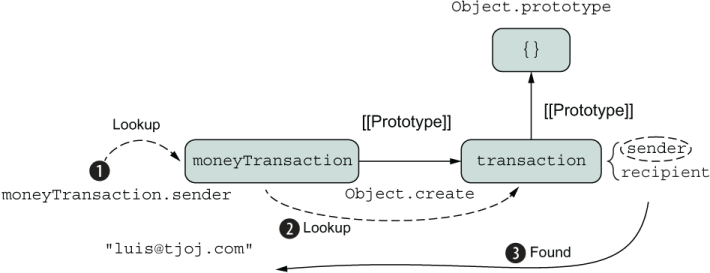 Object.prototype
{}
[[Prototype]]
[[Prototype]]
Lookup
moneyTransaction
transaction
sender
recipient
1
moneyTransaction.sender
Object.create
2 Lookup
"luis@tjoj.com"
3 Found